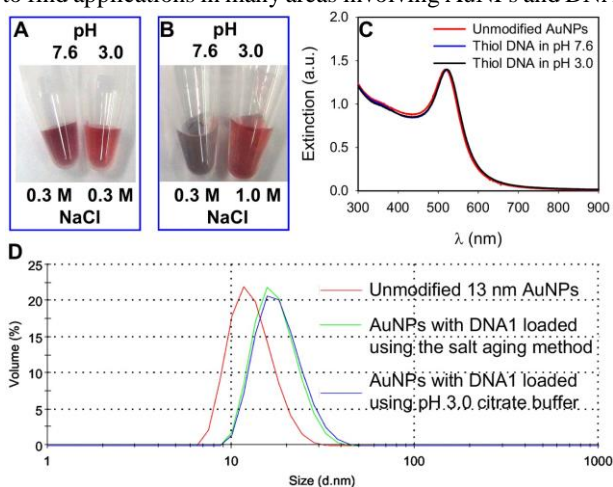 to find applications in many areas involving AuNPs and DNA
A
pH
7.6 3.0
0.3 M 0.3 M
NaCl
B
pH
7.6 3.0
0.3 M 1.0 M
NaCl
C
Unmodified AuNPs
Thiol DNA in pH 7.6
Thiol DNA in pH 3.0
Extinction (a.u.)
1.5
1.0
0.5
0.0
300 400 500 600 700 800 900
λ (nm)
D
Volume (%)
25
20
15
10
5
0
Unmodified 13 nm AuNPs
AuNPs with DNA1 loaded
using the salt aging method
AuNPs with DNA1 loaded
using pH 3.0 citrate buffer
1 10 100 1000
Size (d.nm)